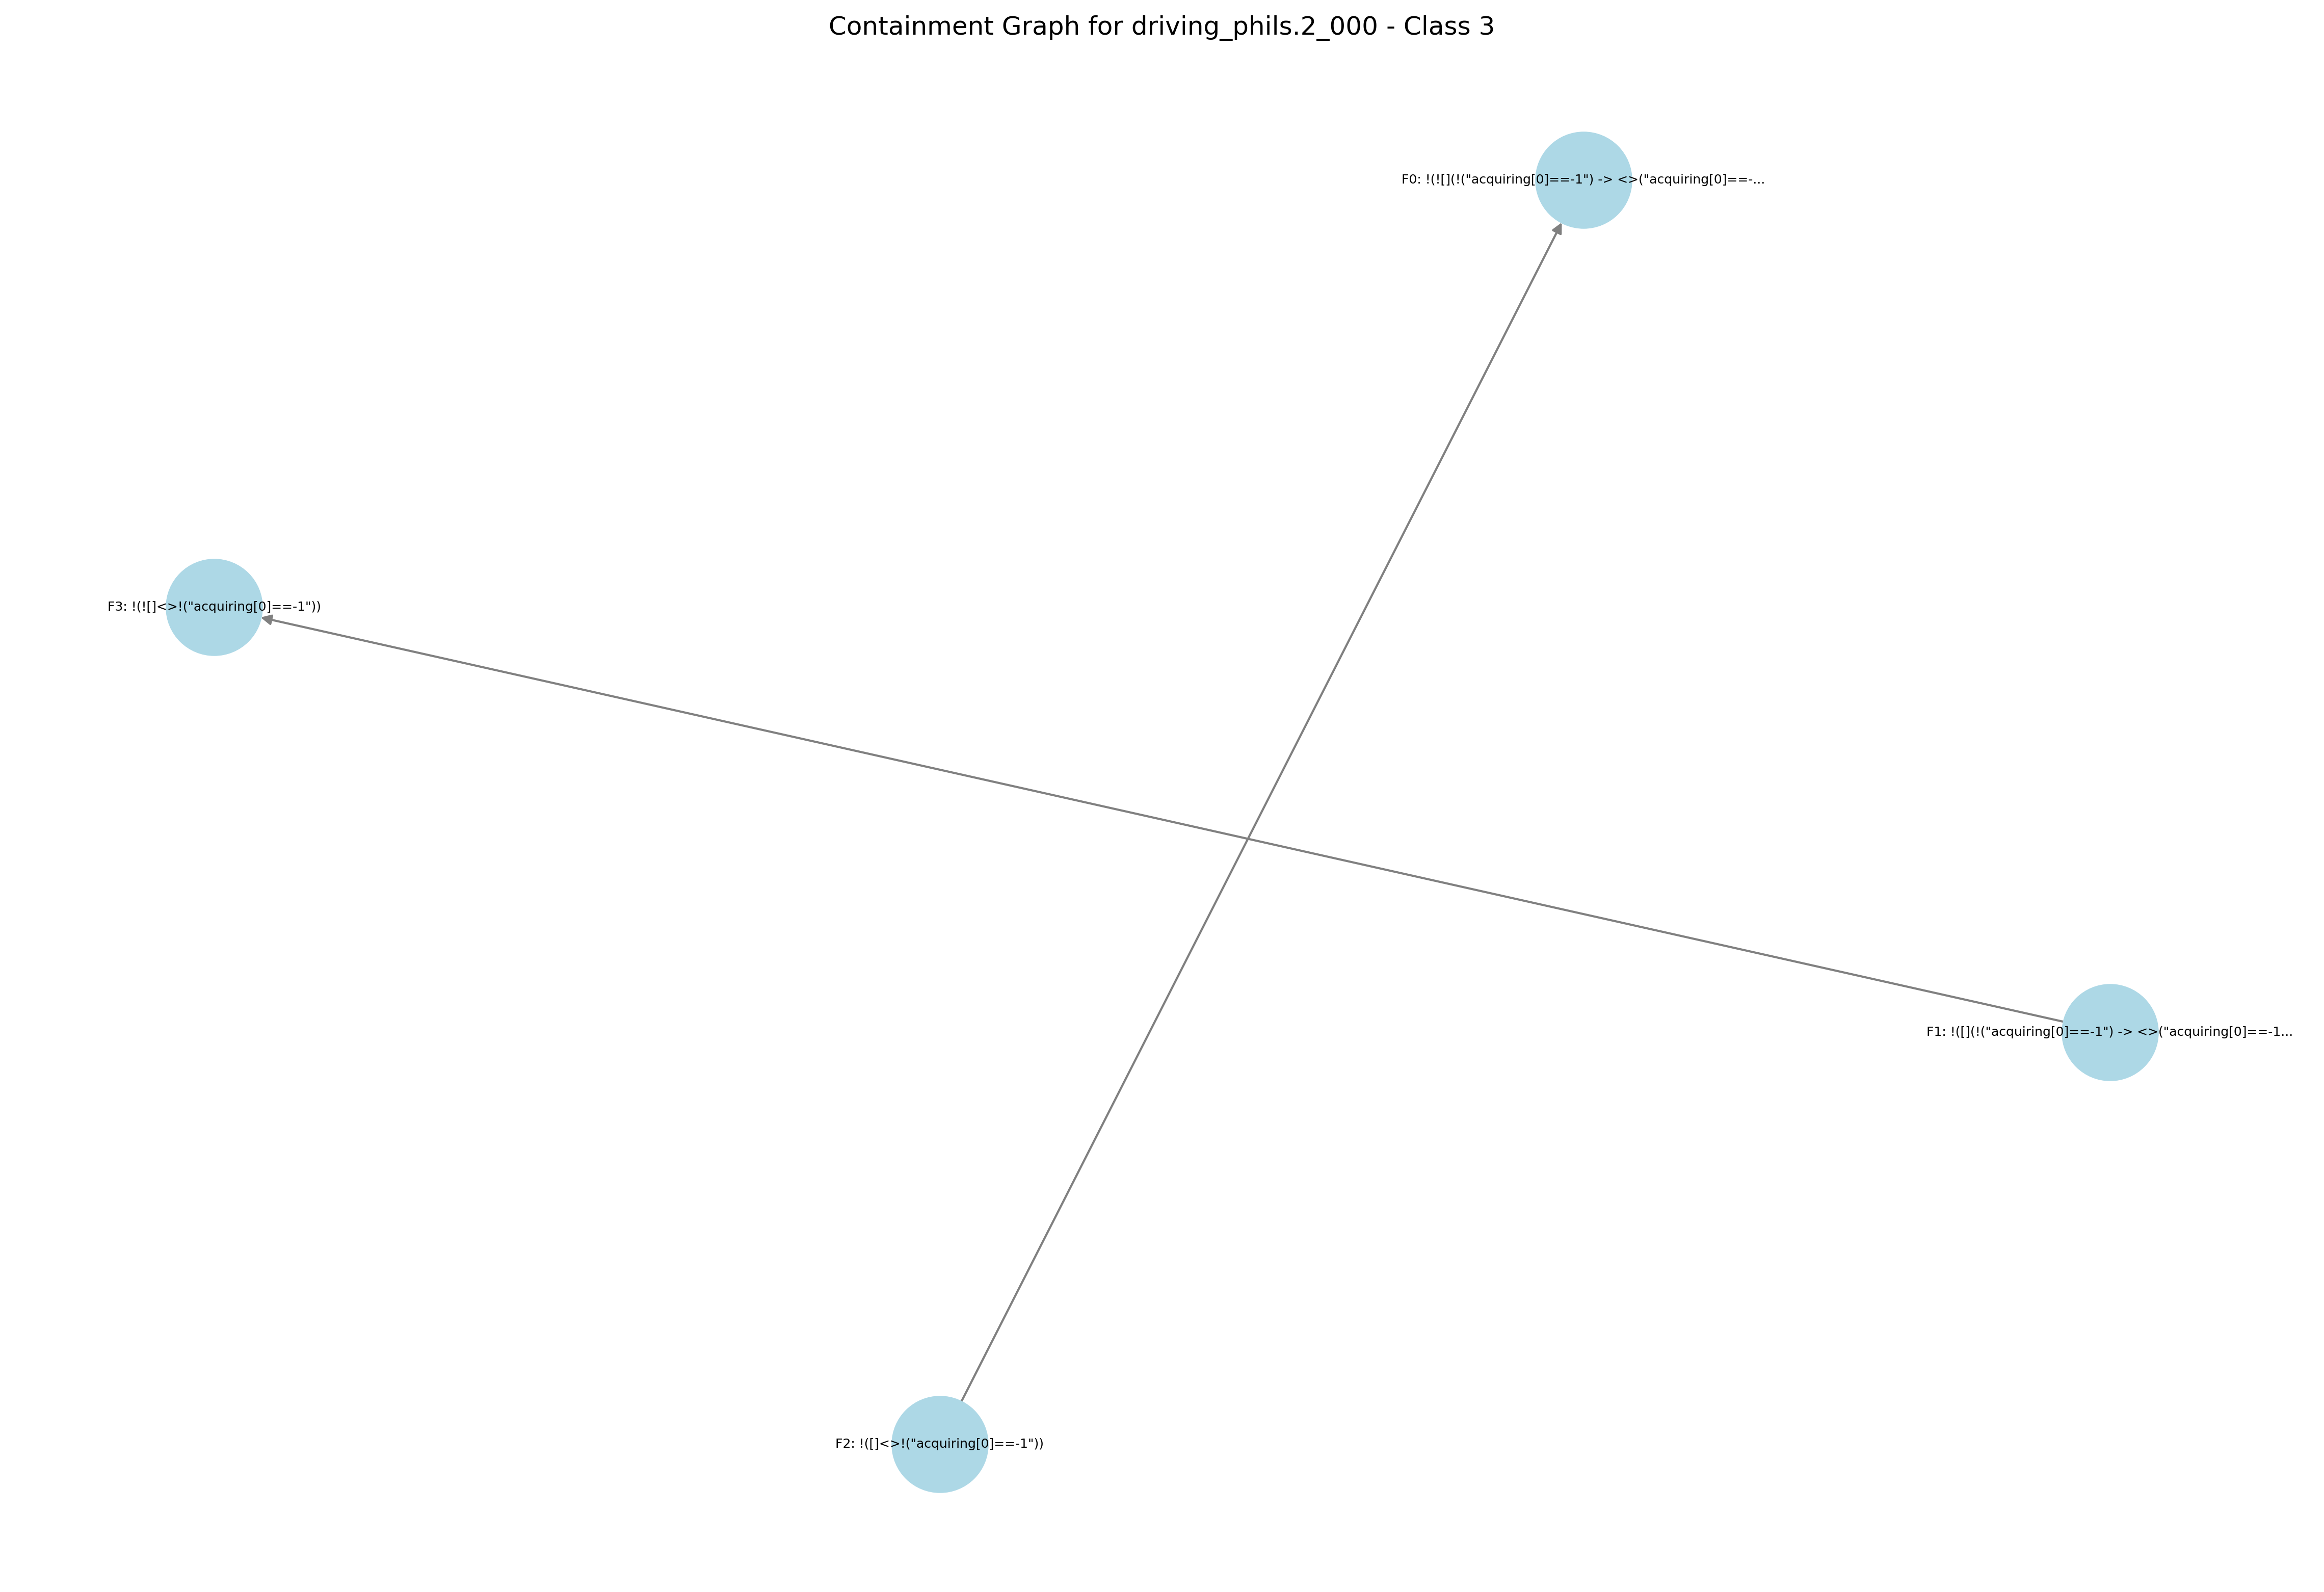 Containment Graph for driving_phils.2_000 - Class 3
F0: !(![](!("acquiring[0]==-1") -> <>("acquiring[0]==-...
F3: !(![]<>!("acquiring[0]==-1"))
F1: !([](!("acquiring[0]==-1") -> <>("acquiring[0]==-1...
F2: !([]<>!("acquiring[0]==-1"))